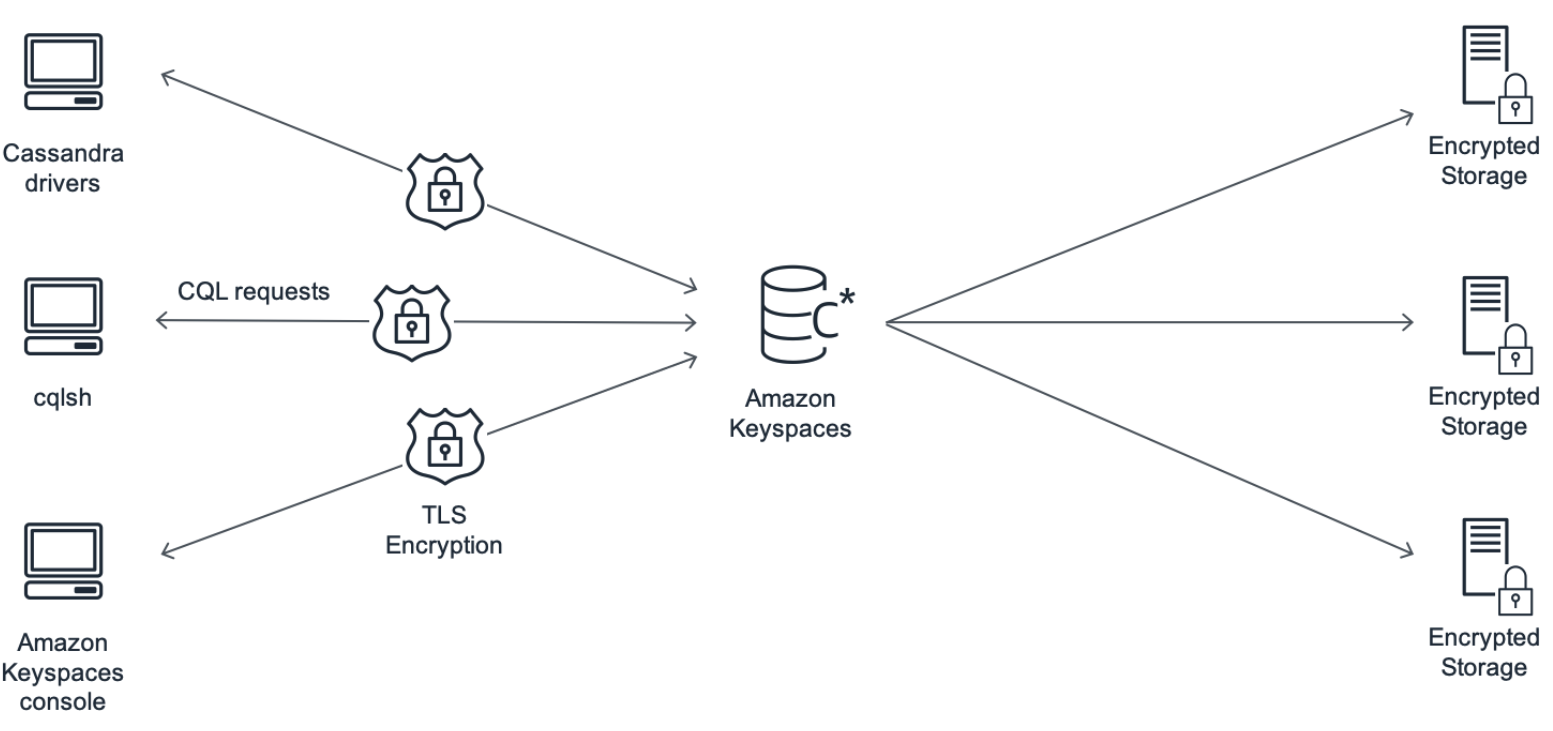 Cassandra
drivers
CQL requests
cqlsh
TLS
Encryption
Amazon
Keyspaces
console
C*
Amazon
Keyspaces
Encrypted
Storage
Encrypted
Storage
Encrypted
Storage